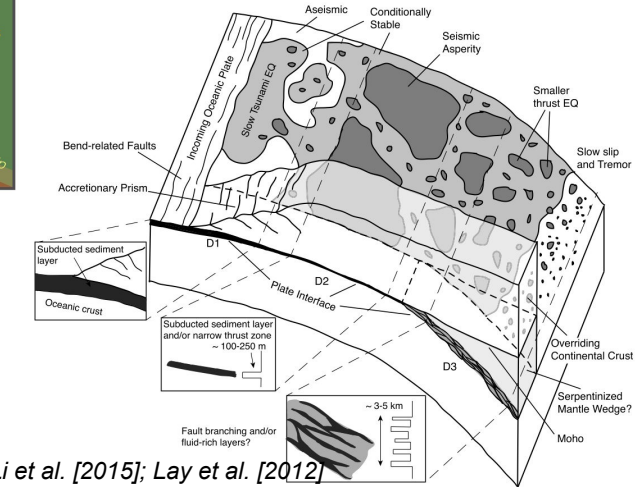 Aseismic
Conditionally
Stable
Seismic
Asperity
Smaller
thrust EQ
Slow slip
and Tremor
Incoming Oceanic Plate
Slow Tsunami EQ
Bend-related Faults
Accretionary Prism
Subducted sediment
layer
Oceanic crust
D1
D2
Plate Interface
D3
Subducted sediment layer
and/or narrow thrust zone
~ 100-250 m
Overriding
Continental Crust
Serpentinized
Mantle Wedge?
Moho
~ 3-5 km
Fault branching and/or
fluid-rich layers?
i et al. [2015]; Lay et al. [2012]